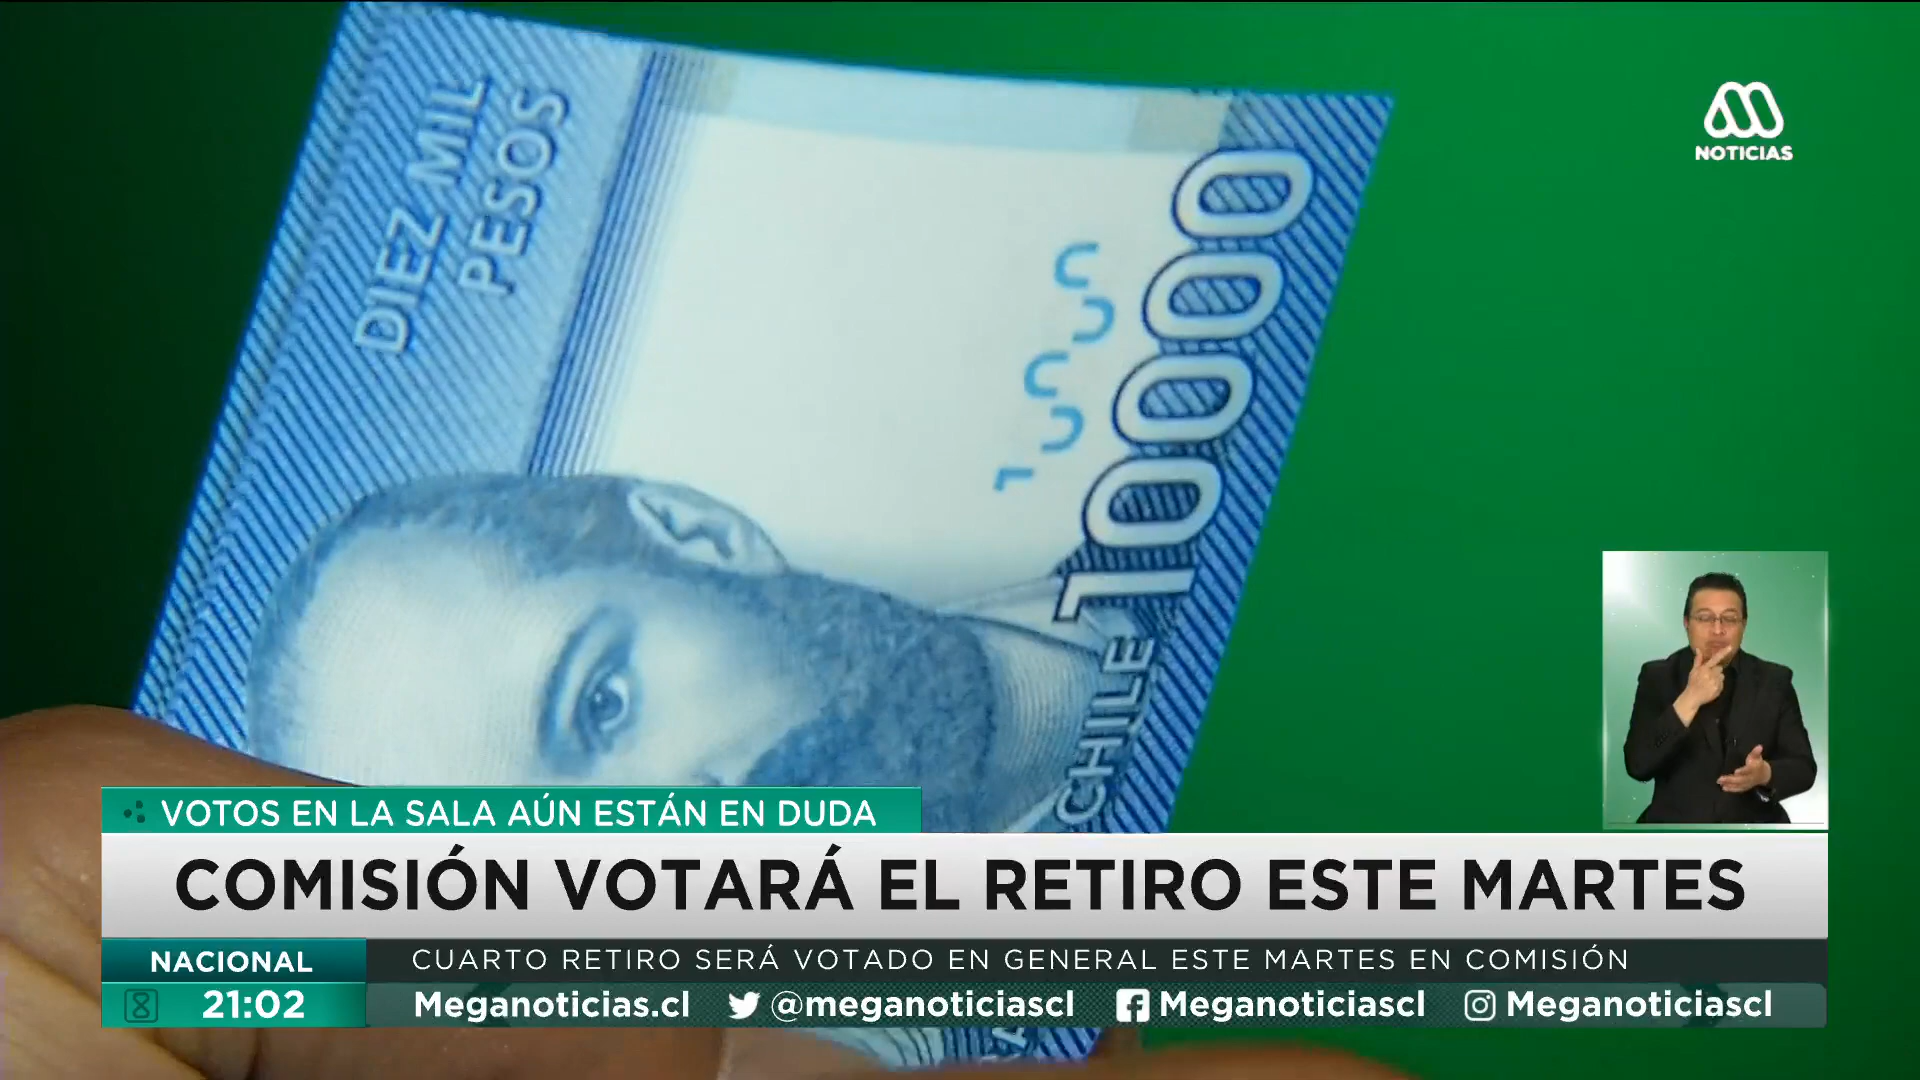 DIEZ MIL
PESOS
10000
CHILE
NOTICIAS
VOTOS EN LA SALA AÚN ESTÁN EN DUDA
COMISIÓN VOTARÁ EL RETIRO ESTE MARTES
NACIONAL
CUARTO RETIRO SERÁ VOTADO EN GENERAL ESTE MARTES EN COMISIÓN
21:02
Meganoticias.cl @meganoticiascl Meganoticiascl Meganoticiascl